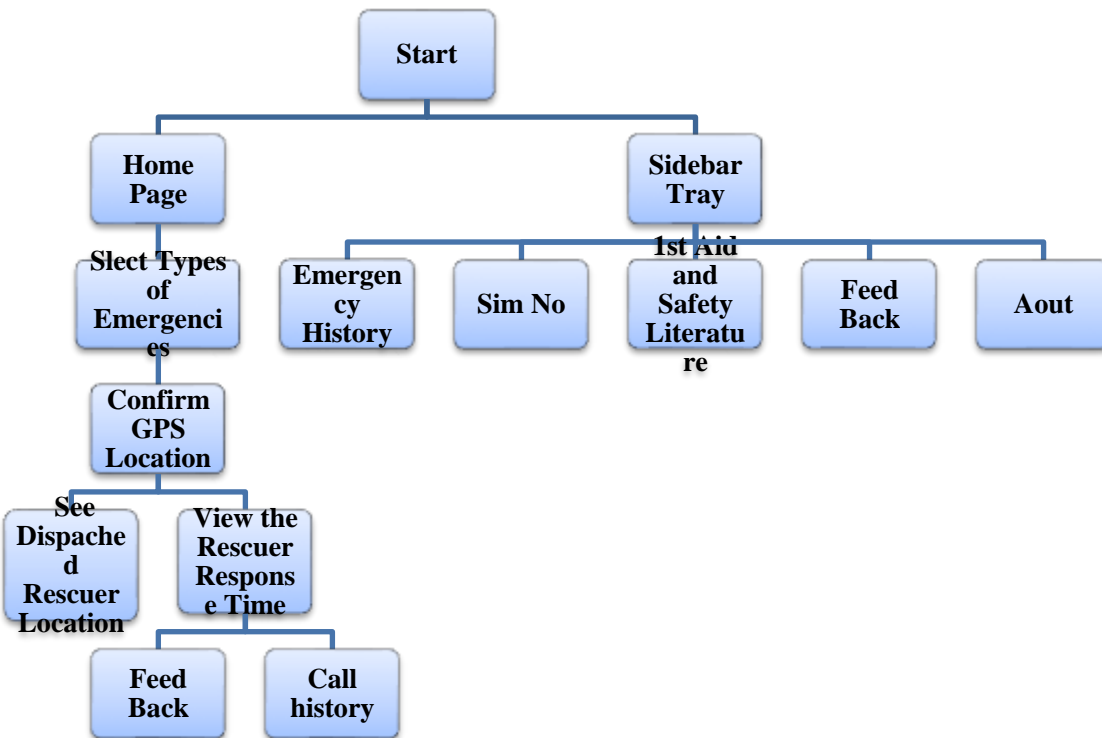 Start
Home
Page
Sidebar
Tray
Slect Types
of
Emergenci
es
Emergen
cy
History
Sim No
1st Aid
and
Safety
Literatu
re
Feed
Back
Aout
Confirm
GPS
Location
See
Dispache
d
Rescuer
Location
View the
Rescuer
Respons
e Time
Feed
Back
Call
history